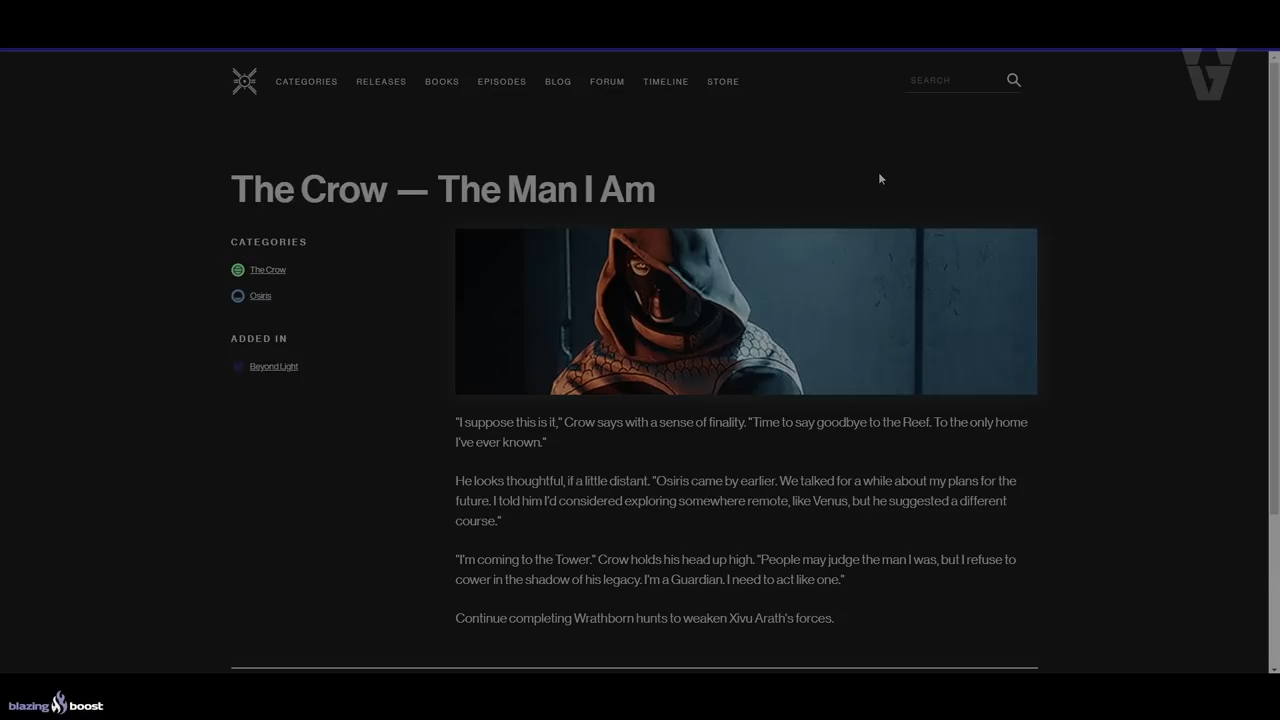 CATEGORIES RELEASES BOOKS EPISODES BLOG FORUM TIMELINE STORE SEARCH
The Crow — The Man I Am
CATEGORIES
The Crow
Osiris
ADDED IN
Beyond Light
"I suppose this is it," Crow says with a sense of finality. "Time to say goodbye to the Reef. To the only home
I've ever known."
He looks thoughtful, if a little distant. "Osiris came by earlier. We talked for a while about my plans for the
future. I told him I'd considered exploring somewhere remote, like Venus, but he suggested a different
course."
"I'm coming to the Tower." Crow holds his head up high. "People may judge the man I was, but I refuse to
cower in the shadow of his legacy. I'm a Guardian. I need to act like one."
Continue completing Wrathborn hunts to weaken Xivu Arath's forces.
blazing boost